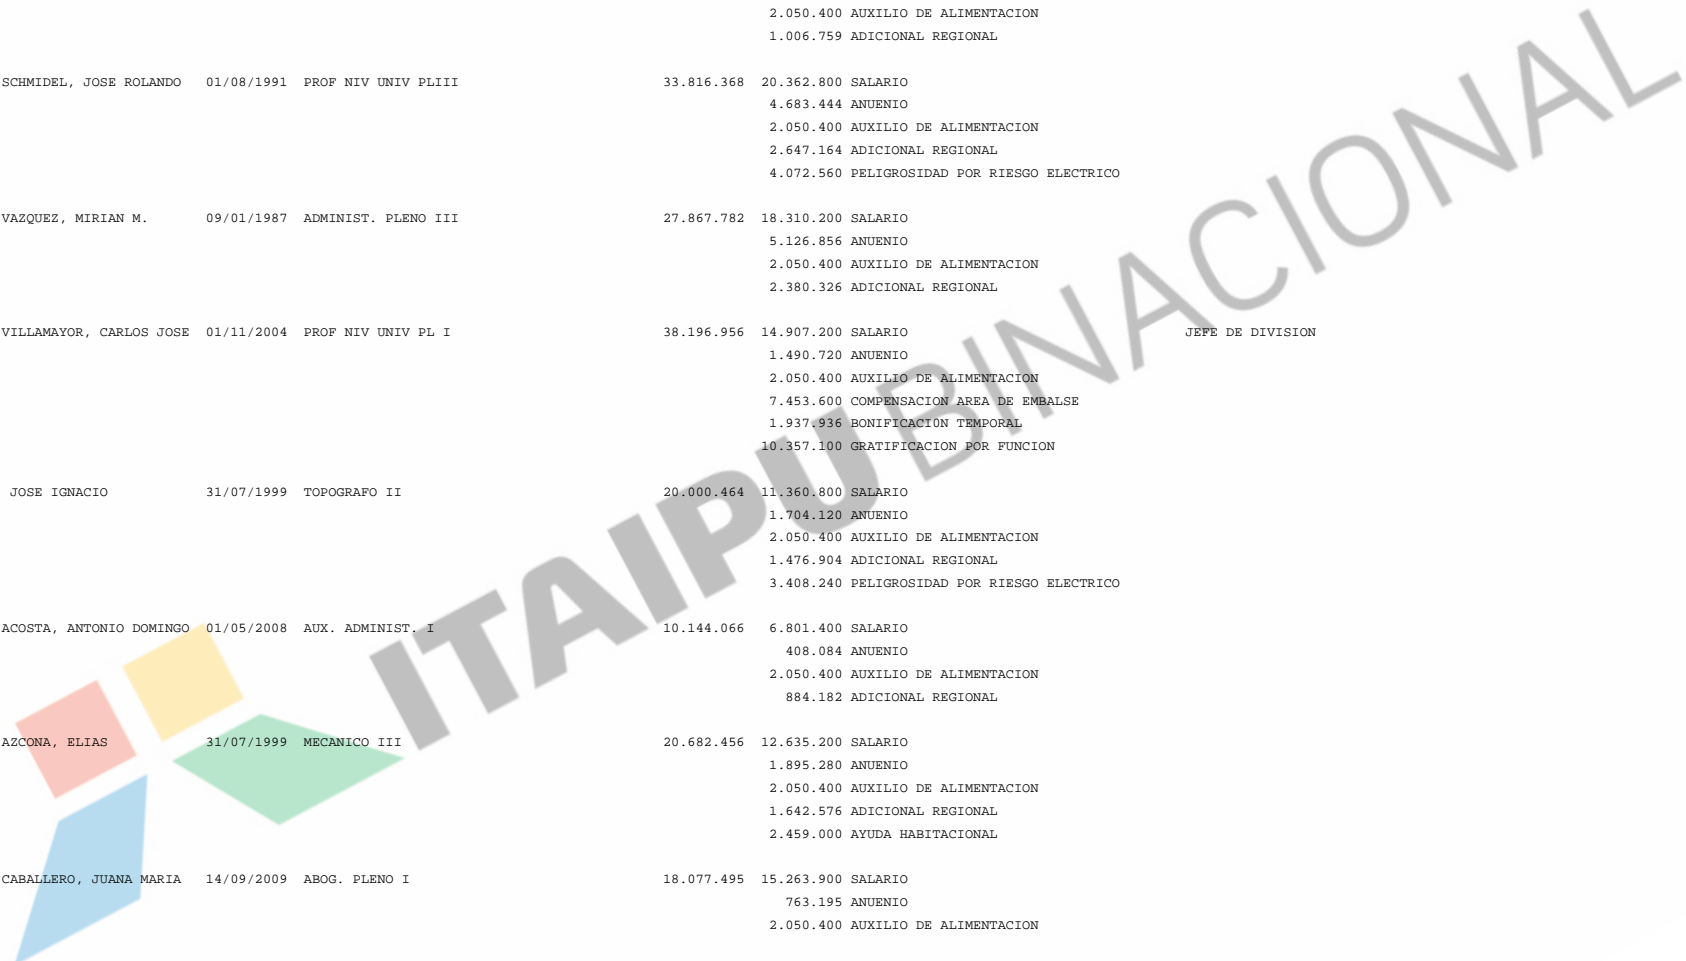 2.050.400 AUXILIO DE ALIMENTACION
1.006.759 ADICIONAL REGIONAL
SCHMIDEL, JOSE ROLANDO 01/08/1991 PROF NIV UNIV PLIII 33.816.368 20.362.800 SALARIO
4.683.444 ANUENIO
2.050.400 AUXILIO DE ALIMENTACION
2.647.164 ADICIONAL REGIONAL
4.072.560 PELIGROSIDAD POR RIESGO ELECTRICO
VAZQUEZ, MIRIAN M. 09/01/1987 ADMINIST. PLENO III 27.867.782 18.310.200 SALARIO
5.126.856 ANUENIO
2.050.400 AUXILIO DE ALIMENTACION
2.380.326 ADICIONAL REGIONAL
VILLAMAYOR, CARLOS JOSE 01/11/2004 PROF NIV UNIV PL I 38.196.956 14.907.200 SALARIO JEFE DE DIVISION
1.490.720 ANUENIO
2.050.400 AUXILIO DE ALIMENTACION
7.453.600 COMPENSACION AREA DE EMBALSE
1.937.936 BONIFICACION TEMPORAL
10.357.100 GRATIFICACION POR FUNCION
JOSE IGNACIO 31/07/1999 TOPOGRAFO II 20.000.464 11.360.800 SALARIO
1.704.120 ANUENIO
2.050.400 AUXILIO DE ALIMENTACION
1.476.904 ADICIONAL REGIONAL
3.408.240 PELIGROSIDAD POR RIESGO ELECTRICO
ACOSTA, ANTONIO DOMINGO 01/05/2008 AUX. ADMINIST. I 10.144.066 6.801.400 SALARIO
408.084 ANUENIO
2.050.400 AUXILIO DE ALIMENTACION
884.182 ADICIONAL REGIONAL
AZCONA, ELIAS 31/07/1999 MECANICO III 20.682.456 12.635.200 SALARIO
1.895.280 ANUENIO
2.050.400 AUXILIO DE ALIMENTACION
1.642.576 ADICIONAL REGIONAL
2.459.000 AYUDA HABITACIONAL
CABALLERO, JUANA MARIA 14/09/2009 ABOG. PLENO I 18.077.495 15.263.900 SALARIO
763.195 ANUENIO
2.050.400 AUXILIO DE ALIMENTACION
ITAIPU BINACIONAL